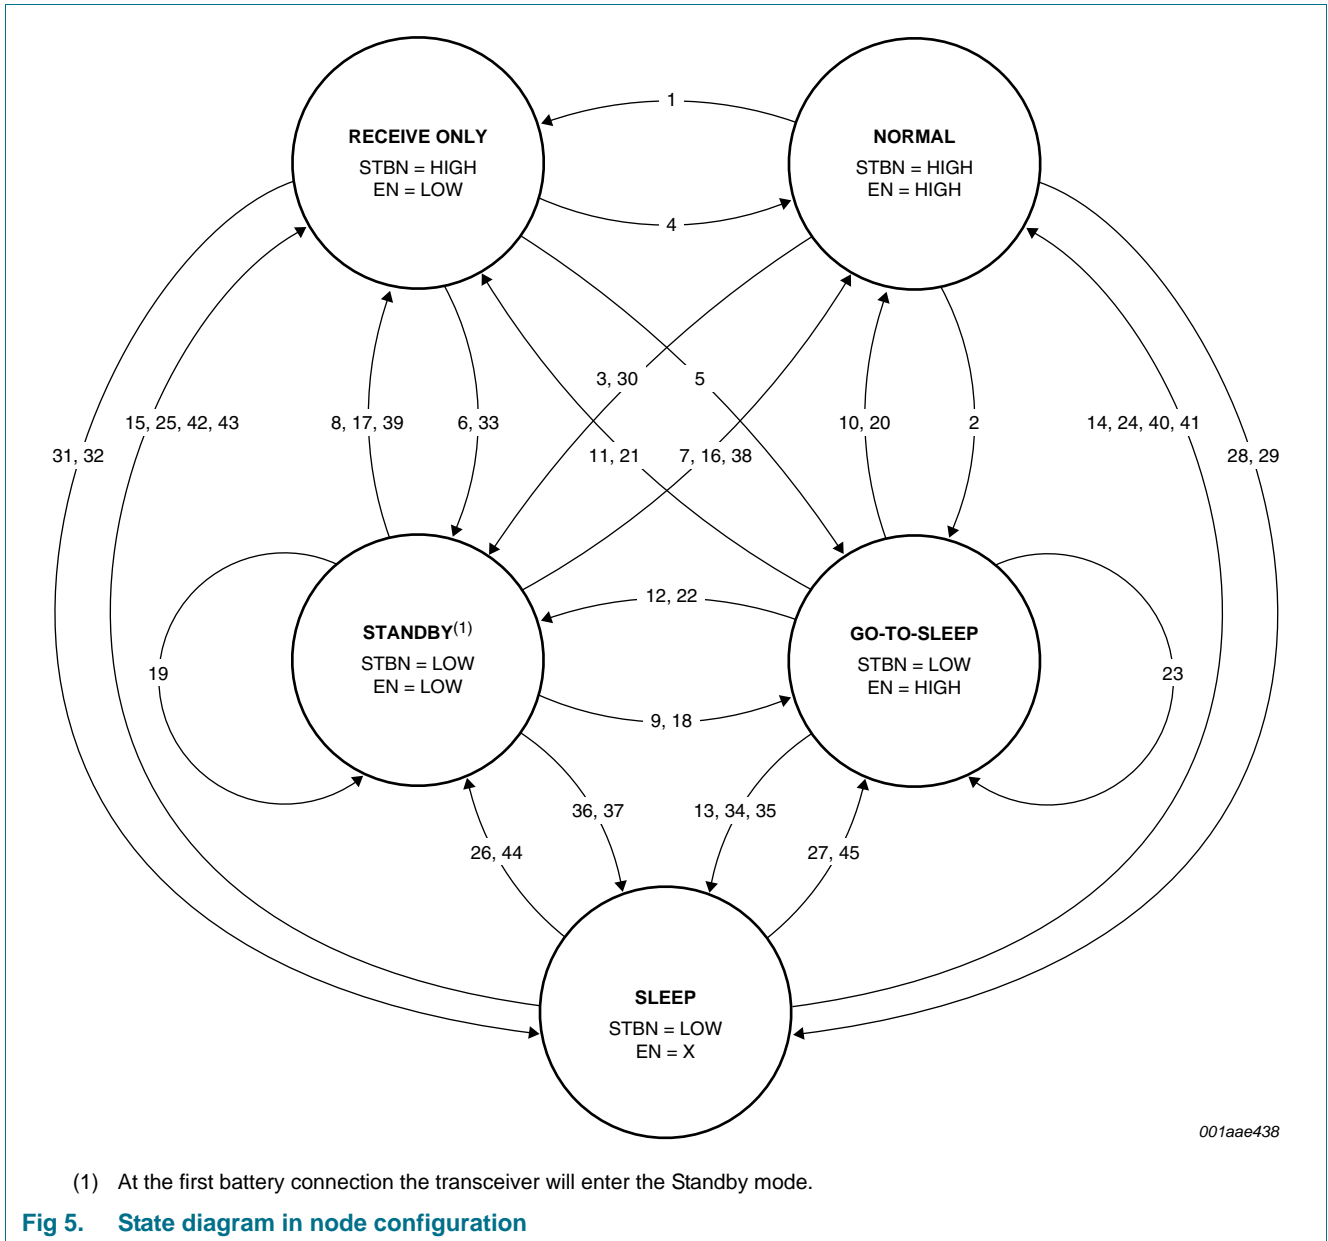 1
RECEIVE ONLY
STBN = HIGH
EN = LOW
NORMAL
STBN = HIGH
EN = HIGH
4
3, 30
5
15, 25, 42, 43
8, 17, 39
6, 33
10, 20
2
14, 24, 40, 41
31, 32
11, 21
7, 16, 38
28, 29
12, 22
STANDBY(1)
STBN = LOW
EN = LOW
GO-TO-SLEEP
STBN = LOW
EN = HIGH
19
23
9, 18
36, 37
13, 34, 35
26, 44
27, 45
SLEEP
STBN = LOW
EN = X
001aae438
(1) At the first battery connection the transceiver will enter the Standby mode.
Fig 5. State diagram in node configuration